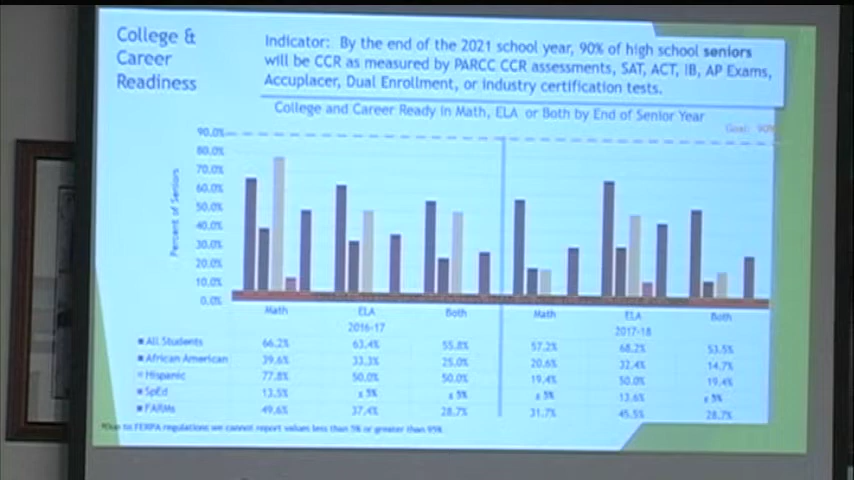 College &
Career
Readiness
Indicator: By the end of the 2021 school year, 90% of high school seniors
will be CCR as measured by PARCC CCR assessments, SAT, ACT, IB, AP Exams,
Accuplacer, Dual Enrollment, or industry certification tests.
College and Career Ready in Math, ELA or Both by End of Senior Year
Goal: 90%
90.0%
80.0%
70.0%
60.0%
50.0%
40.0%
30.0%
20.0%
10.0%
0.0%
Percent of Seniors
Math ELA Both Math ELA Both
2016-17 2017-18
All Students 66.2% 63.4% 55.8% 57.2% 68.2% 53.5%
African American 39.6% 33.3% 25.0% 20.6% 32.4% 14.7%
Hispanic 77.8% 50.0% 50.0% 19.4% 50.0% 19.4%
SpEd 13.5% ≤ 5% ≤ 5% ≤ 5% 13.6% ≤ 5%
FARMs 49.6% 37.4% 28.7% 31.7% 45.5% 28.7%
*Due to FERPA regulations we cannot report values less than 5% or greater than 95%